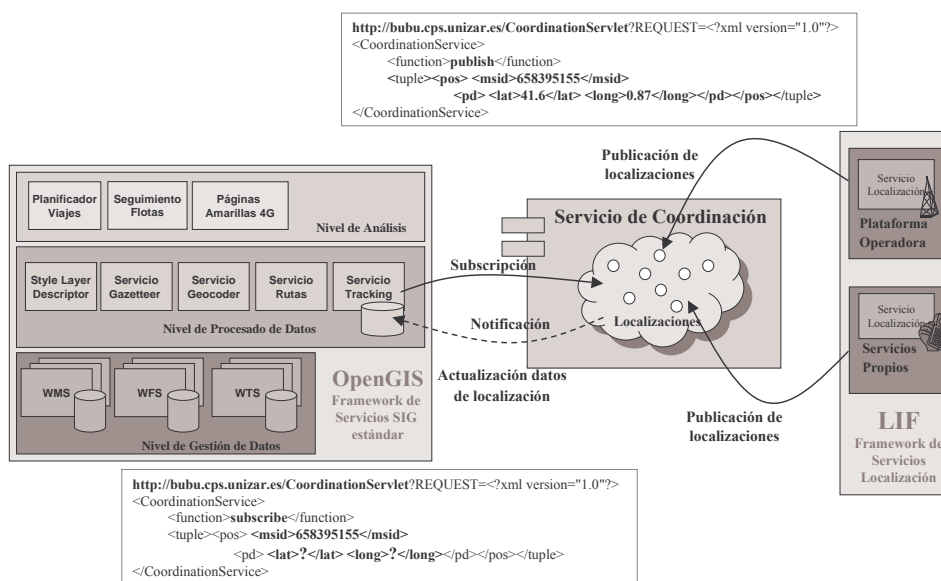 http://bubu.cps.unizar.es/CoordinationServlet?REQUEST=<?xml version="1.0"?>
<CoordinationService>
<function>publish</function>
<tuple><pos> <msid>658395155</msid>
<pd> <lat>41.6</lat> <long>0.87</long></pd></pos></tuple>
</CoordinationService>
Planificador
Viajes
Seguimiento
Flotas
Páginas
Amarillas 4G
Nivel de Análisis
Style Layer
Descriptor
Servicio
Gazetteer
Servicio
Geocoder
Servicio
Rutas
Servicio
Tracking
Nivel de Procesado de Datos
WMS
WFS
WTS
Nivel de Gestión de Datos
OpenGIS
Framework de
Servicios SIG
estándar
Subscripción
Notificación
Actualización datos
de localización
Publicación de
localizaciones
Servicio de Coordinación
Localizaciones
Publicación de
localizaciones
Servicio
Localización
Plataforma
Operadora
Servicio
Localización
Servicios
Propios
LIF
Framework de
Servicios
Localización
http://bubu.cps.unizar.es/CoordinationServlet?REQUEST=<?xml version="1.0"?>
<CoordinationService>
<function>subscribe</function>
<tuple><pos> <msid>658395155</msid>
<pd> <lat>?</lat> <long>?</long></pd></pos></tuple>
</CoordinationService>